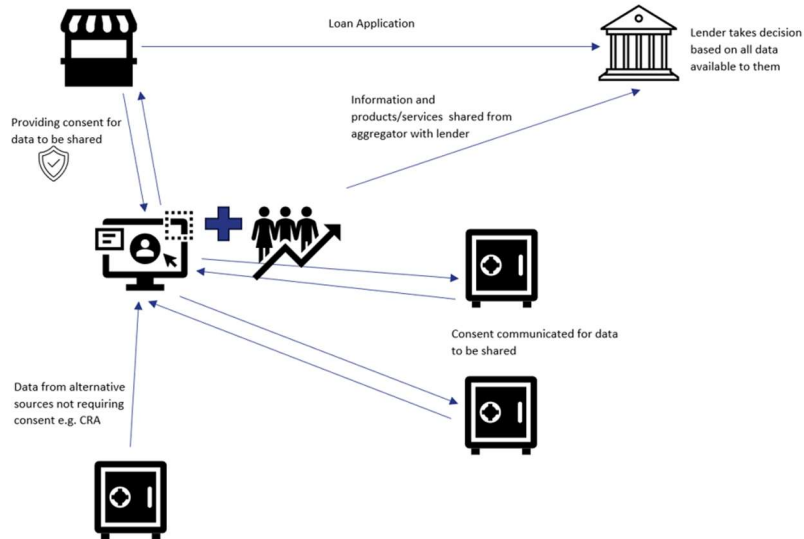 Loan Application
Lender takes decision
based on all data
available to them
Information and
products/services shared from
aggregator with lender
Providing consent for
data to be shared
Consent communicated for data
to be shared
Data from alternative
sources not requiring
consent e.g. CRA